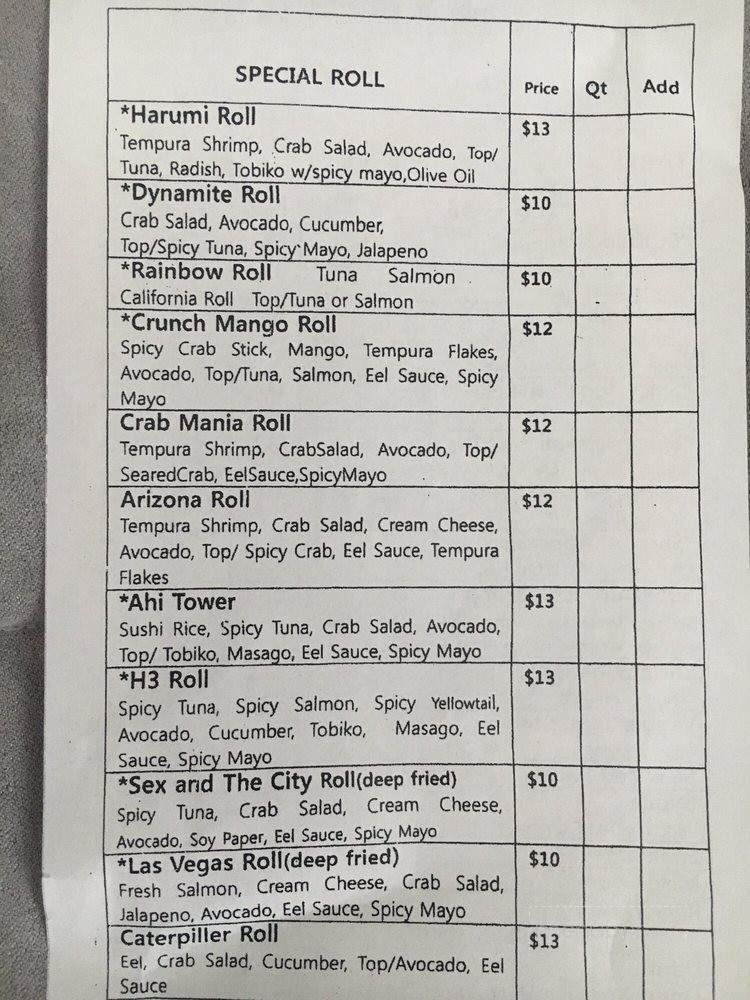 SPECIAL ROLL Price Qt Add
*Harumi Roll $13
Tempura Shrimp, Crab Salad, Avocado, Top/
Tuna, Radish, Tobiko w/spicy mayo,Olive Oil
*Dynamite Roll $10
Crab Salad, Avocado, Cucumber,
Top/Spicy Tuna, Spicy Mayo, Jalapeno
*Rainbow Roll Tuna Salmon $10
California Roll Top/Tuna or Salmon
*Crunch Mango Roll $12
Spicy Crab Stick, Mango, Tempura Flakes,
Avocado, Top/Tuna, Salmon, Eel Sauce, Spicy
Mayo
Crab Mania Roll $12
Tempura Shrimp, CrabSalad, Avocado, Top/
SearedCrab, EelSauce,SpicyMayo
Arizona Roll $12
Tempura Shrimp, Crab Salad, Cream Cheese,
Avocado, Top/ Spicy Crab, Eel Sauce, Tempura
Flakes
*Ahi Tower $13
Sushi Rice, Spicy Tuna, Crab Salad, Avocado,
Top/ Tobiko, Masago, Eel Sauce, Spicy Mayo
*H3 Roll $13
Spicy Tuna, Spicy Salmon, Spicy Yellowtail,
Avocado, Cucumber, Tobiko, Masago, Eel
Sauce, Spicy Mayo
*Sex and The City Roll(deep fried) $10
Spicy Tuna, Crab Salad, Cream Cheese,
Avocado, Soy Paper, Eel Sauce, Spicy Mayo
*Las Vegas Roll(deep fried) $10
Fresh Salmon, Cream Cheese, Crab Salad,
Jalapeno, Avocado, Eel Sauce, Spicy Mayo
Caterpiller Roll $13
Eel, Crab Salad, Cucumber, Top/Avocado, Eel
Sauce